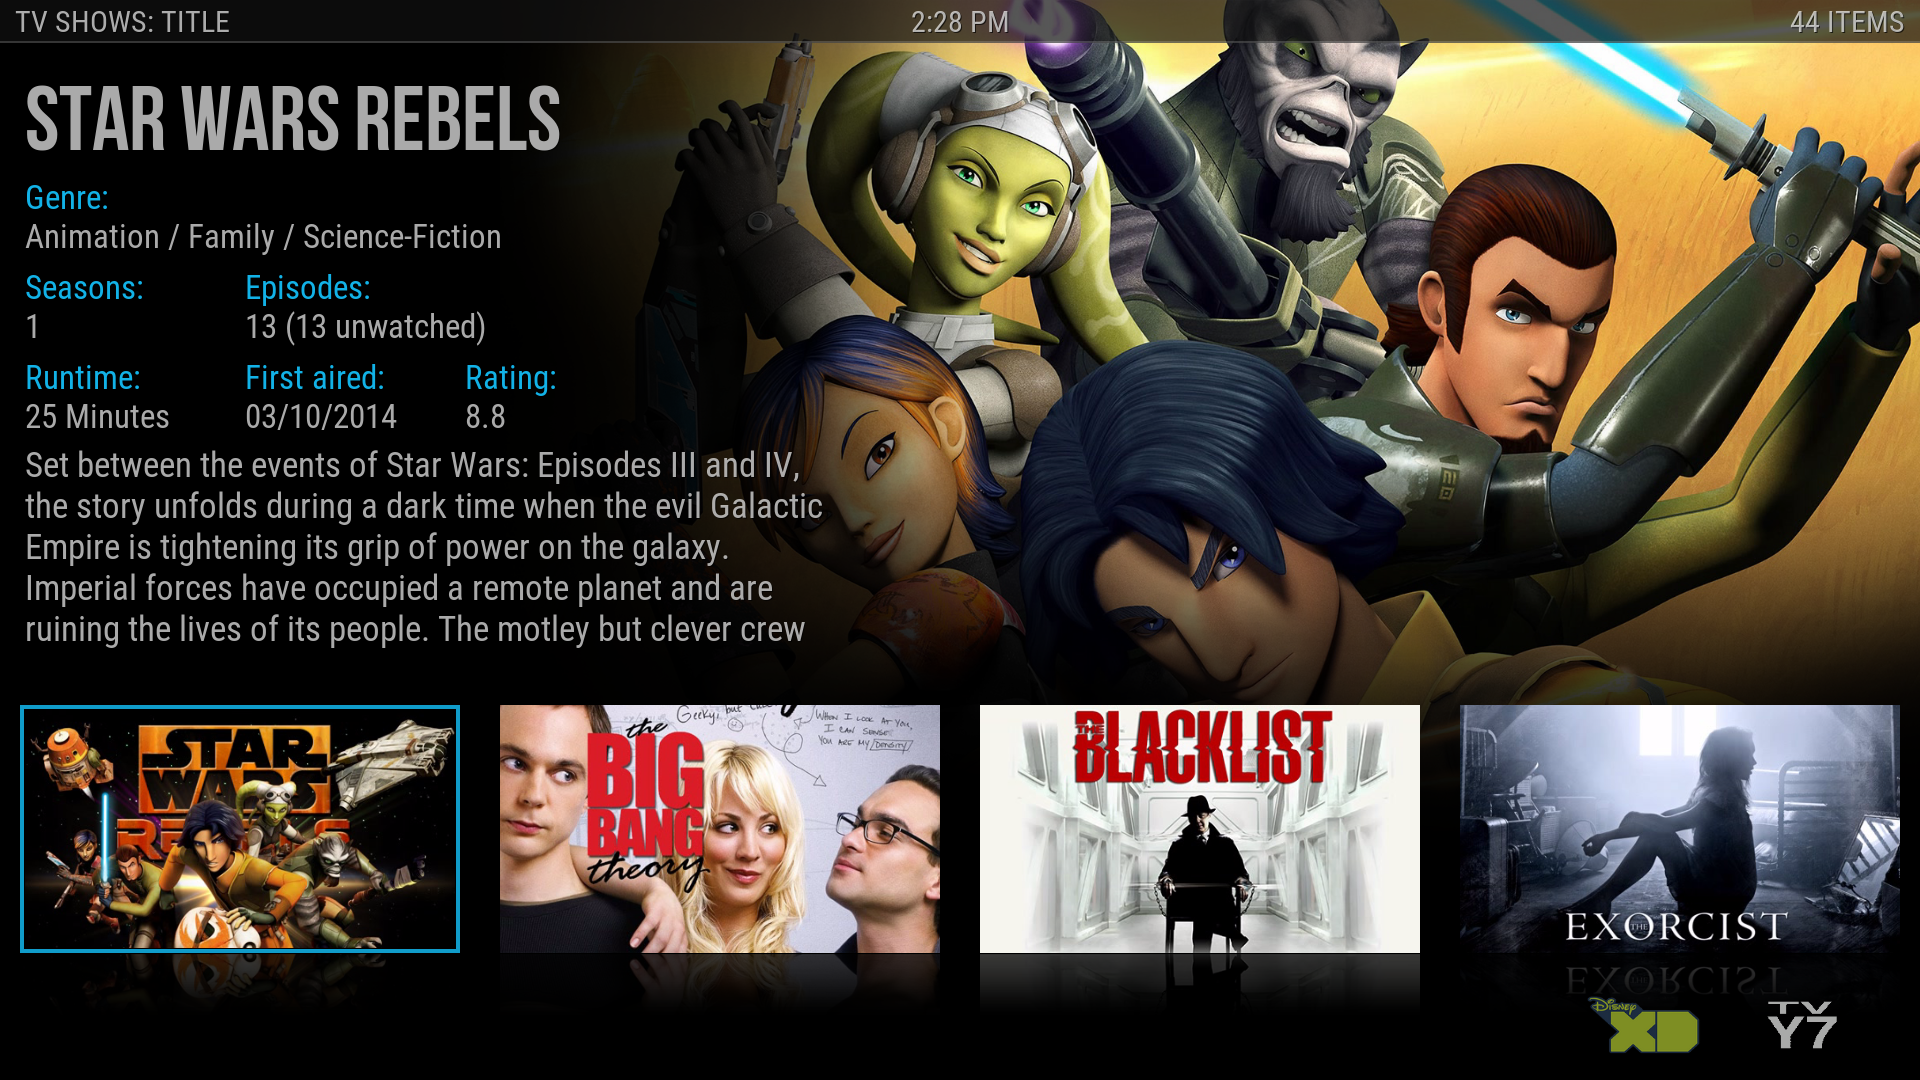 TV SHOWS: TITLE
2:28 PM
44 ITEMS
STAR WARS REBELS
Genre:
Animation / Family / Science-Fiction
Seasons:
Episodes:
1
13 (13 unwatched)
Runtime:
First aired:
Rating:
25 Minutes
03/10/2014
8.8
Set between the events of Star Wars: Episodes III and IV,
the story unfolds during a dark time when the evil Galactic
Empire is tightening its grip of power on the galaxy.
Imperial forces have occupied a remote planet and are
ruining the lives of its people. The motley but clever crew
STAR
WARS
REBELS
Geeky, but
WHEN I LOOK AT YOU,
I CAN SENSE
YOU ARE MY DENSITY
the
BIG
BANG
theory
THE
BLACKLIST
THE
EXORCIST
Disney
XD
TV
Y7